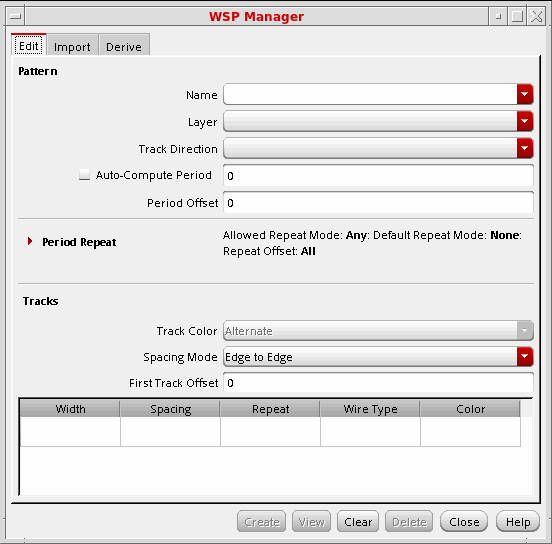 WSP Manager
Edit Import Derive
Pattern
Name
Layer
Track Direction
Auto-Compute Period 0
Period Offset 0
Period Repeat
Allowed Repeat Mode: Any: Default Repeat Mode: None:
Repeat Offset: All
Tracks
Track Color Alternate
Spacing Mode Edge to Edge
First Track Offset 0
Width Spacing Repeat Wire Type Color
Create View Clear Delete Close Help